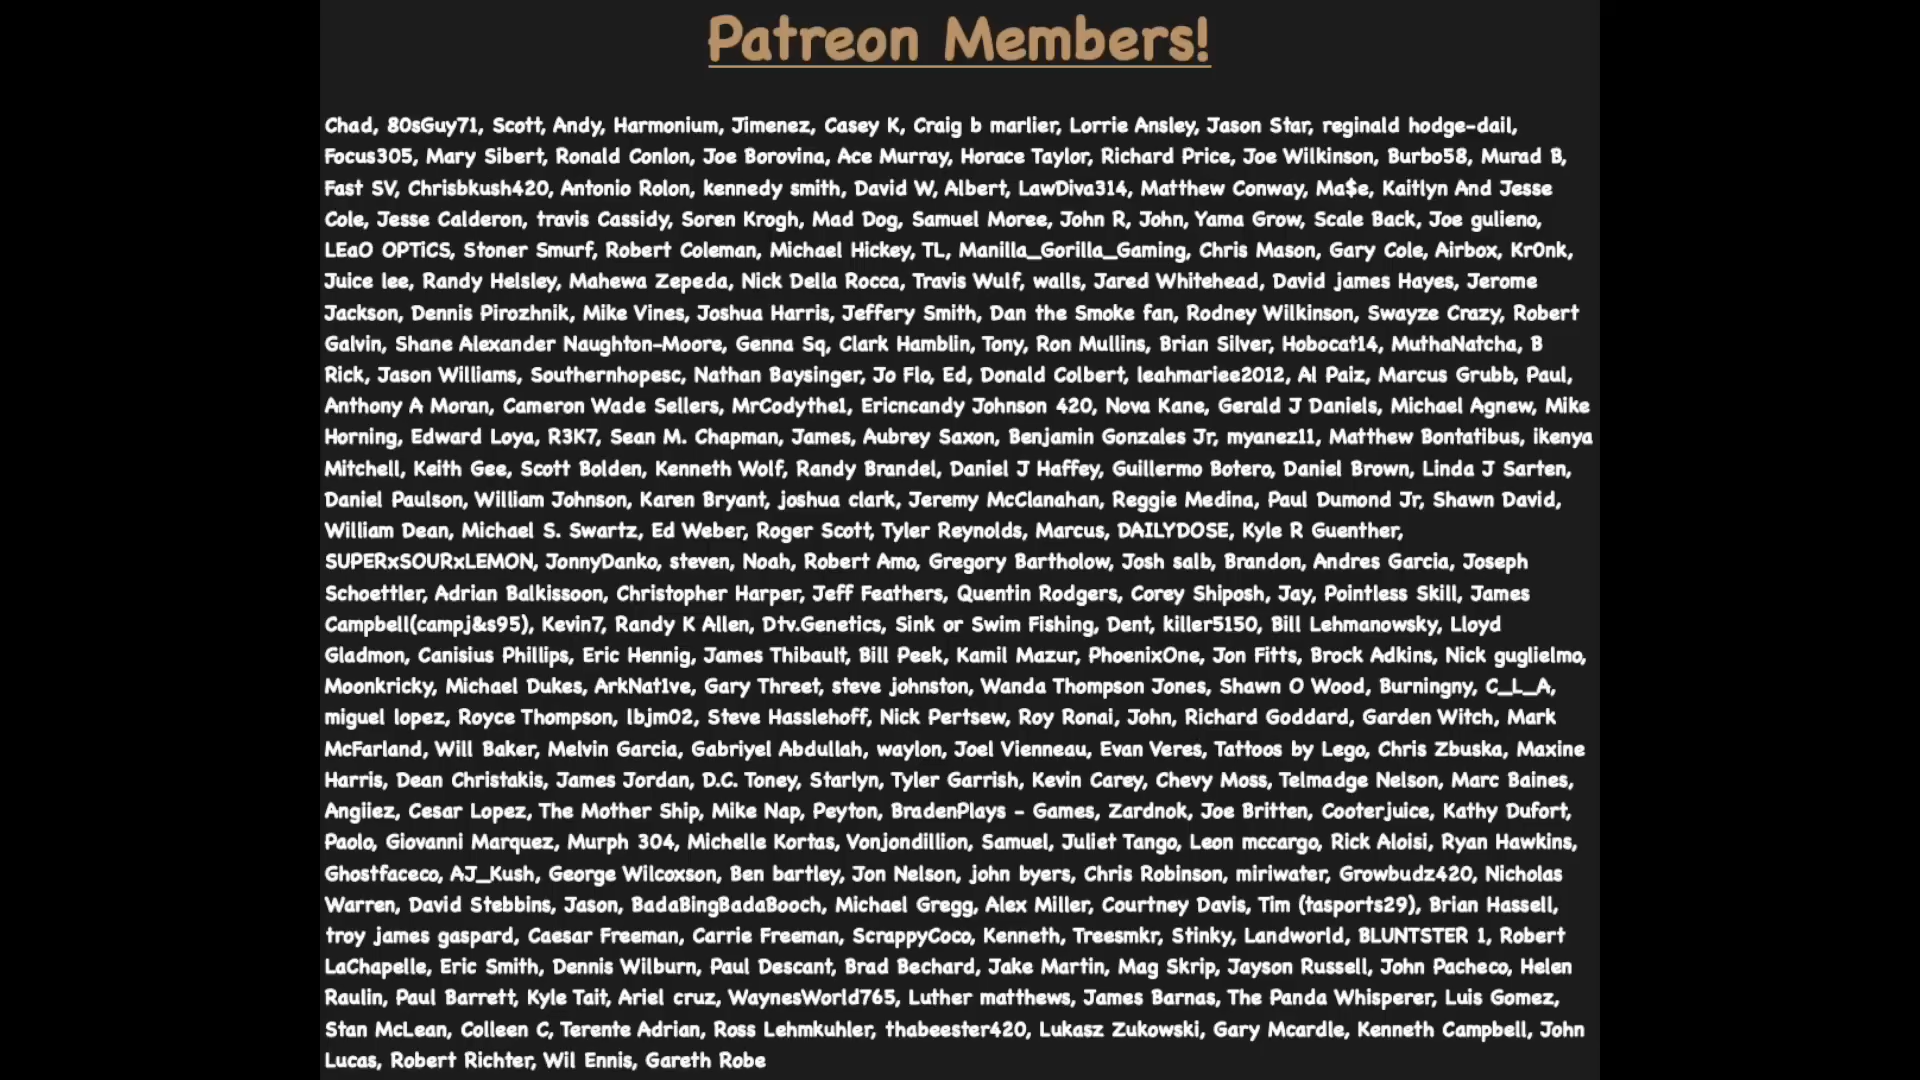 Patreon Members!
Chad, 80sGuy71, Scott, Andy, Harmonium, Jimenez, Casey K, Craig b marlier, Lorrie Ansley, Jason Star, reginald hodge-dail,
Focus305, Mary Sibert, Ronald Conlon, Joe Borovina, Ace Murray, Horace Taylor, Richard Price, Joe Wilkinson, Burbo58, Murad B,
Fast SV, Chrisbkush420, Antonio Rolon, kennedy smith, David W, Albert, LawDiva314, Matthew Conway, Ma$e, Kaitlyn And Jesse
Cole, Jesse Calderon, travis Cassidy, Soren Krogh, Mad Dog, Samuel Moree, John R, John, Yama Grow, Scale Back, Joe gulieno,
LEaO OPTiCS, Stoner Smurf, Robert Coleman, Michael Hickey, TL, Manilla_Gorilla_Gaming, Chris Mason, Gary Cole, Airbox, Kr0nk,
Juice lee, Randy Helsley, Mahewa Zepeda, Nick Della Rocca, Travis Wulf, walls, Jared Whitehead, David james Hayes, Jerome
Jackson, Dennis Pirozhnik, Mike Vines, Joshua Harris, Jeffery Smith, Dan the Smoke fan, Rodney Wilkinson, Swayze Crazy, Robert
Galvin, Shane Alexander Naughton-Moore, Genna Sq, Clark Hamblin, Tony, Ron Mullins, Brian Silver, Hobocat14, MuthaNatcha, B
Rick, Jason Williams, Southernhopesc, Nathan Baysinger, Jo Flo, Ed, Donald Colbert, leahmariee2012, Al Paiz, Marcus Grubb, Paul,
Anthony A Moran, Cameron Wade Sellers, MrCodythe1, Ericncandy Johnson 420, Nova Kane, Gerald J Daniels, Michael Agnew, Mike
Horning, Edward Loya, R3K7, Sean M. Chapman, James, Aubrey Saxon, Benjamin Gonzales Jr, myanez11, Matthew Bontatibus, ikenya
Mitchell, Keith Gee, Scott Bolden, Kenneth Wolf, Randy Brandel, Daniel J Haffey, Guillermo Botero, Daniel Brown, Linda J Sarten,
Daniel Paulson, William Johnson, Karen Bryant, joshua clark, Jeremy McClanahan, Reggie Medina, Paul Dumond Jr, Shawn David,
William Dean, Michael S. Swartz, Ed Weber, Roger Scott, Tyler Reynolds, Marcus, DAILYDOSE, Kyle R Guenther,
SUPERxSOURxLEMON, JonnyDanko, steven, Noah, Robert Amo, Gregory Bartholow, Josh salb, Brandon, Andres Garcia, Joseph
Schoettler, Adrian Balkissoon, Christopher Harper, Jeff Feathers, Quentin Rodgers, Corey Shiposh, Jay, Pointless Skill, James
Campbell(campj&s95), Kevin7, Randy K Allen, Dtv.Genetics, Sink or Swim Fishing, Dent, killer5150, Bill Lehmanowsky, Lloyd
Gladmon, Canisius Phillips, Eric Hennig, James Thibault, Bill Peek, Kamil Mazur, PhoenixOne, Jon Fitts, Brock Adkins, Nick guglielmo,
Moonkricky, Michael Dukes, ArkNat1ve, Gary Threet, steve johnston, Wanda Thompson Jones, Shawn O Wood, Burningny, C_L_A,
miguel lopez, Royce Thompson, lbjm02, Steve Hasslehoff, Nick Pertsew, Roy Ronai, John, Richard Goddard, Garden Witch, Mark
McFarland, Will Baker, Melvin Garcia, Gabriyel Abdullah, waylon, Joel Vienneau, Evan Veres, Tattoos by Lego, Chris Zbuska, Maxine
Harris, Dean Christakis, James Jordan, D.C. Toney, Starlyn, Tyler Garrish, Kevin Carey, Chevy Moss, Telmadge Nelson, Marc Baines,
Angiiez, Cesar Lopez, The Mother Ship, Mike Nap, Peyton, BradenPlays - Games, Zardnok, Joe Britten, Cooterjuice, Kathy Dufort,
Paolo, Giovanni Marquez, Murph 304, Michelle Kortas, Vonjondillion, Samuel, Juliet Tango, Leon mccargo, Rick Aloisi, Ryan Hawkins,
Ghostfaceco, AJ_Kush, George Wilcoxson, Ben bartley, Jon Nelson, john byers, Chris Robinson, miriwater, Growbudz420, Nicholas
Warren, David Stebbins, Jason, BadaBingBadaBooch, Michael Gregg, Alex Miller, Courtney Davis, Tim (tasports29), Brian Hassell,
troy james gaspard, Caesar Freeman, Carrie Freeman, ScrappyCoco, Kenneth, Treesmkr, Stinky, Landworld, BLUNTSTER 1, Robert
LaChapelle, Eric Smith, Dennis Wilburn, Paul Descant, Brad Bechard, Jake Martin, Mag Skrip, Jayson Russell, John Pacheco, Helen
Raulin, Paul Barrett, Kyle Tait, Ariel cruz, WaynesWorld765, Luther matthews, James Barnas, The Panda Whisperer, Luis Gomez,
Stan McLean, Colleen C, Terente Adrian, Ross Lehmkuhler, thabeester420, Lukasz Zukowski, Gary Mcardle, Kenneth Campbell, John
Lucas, Robert Richter, Wil Ennis, Gareth Robe